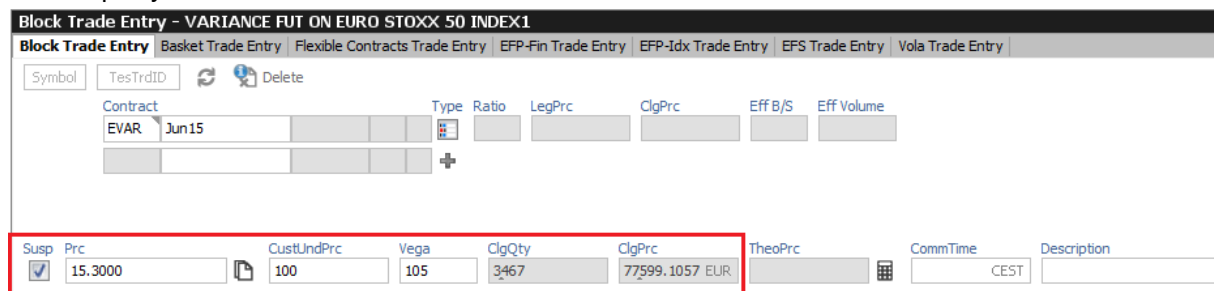 Block Trade Entry - VARIANCE FUT ON EURO STOXX 50 INDEX1
Block Trade Entry Basket Trade Entry Flexible Contracts Trade Entry EFP-Fin Trade Entry EFP-Idx Trade Entry EFS Trade Entry Vola Trade Entry
Symbol TesTrdID Delete
Contract Type Ratio LegPrc ClgPrc Eff B/S Eff Volume
EVAR Jun15
Susp Prc CustUndPrc Vega ClgQty ClgPrc TheoPrc CommTime Description
15.3000 100 105 3467 77599.1057 EUR CEST